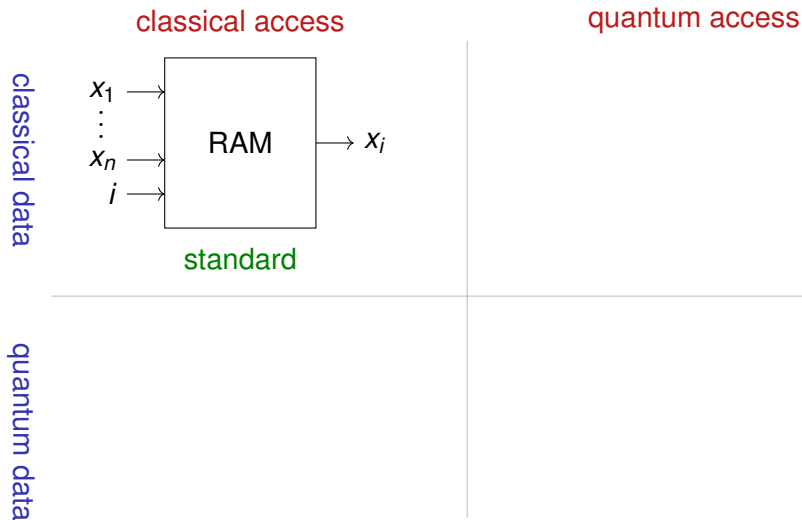 classical access
quantum access
classical data
x₁
⋮
xₙ
i
RAM
xᵢ
standard
quantum data